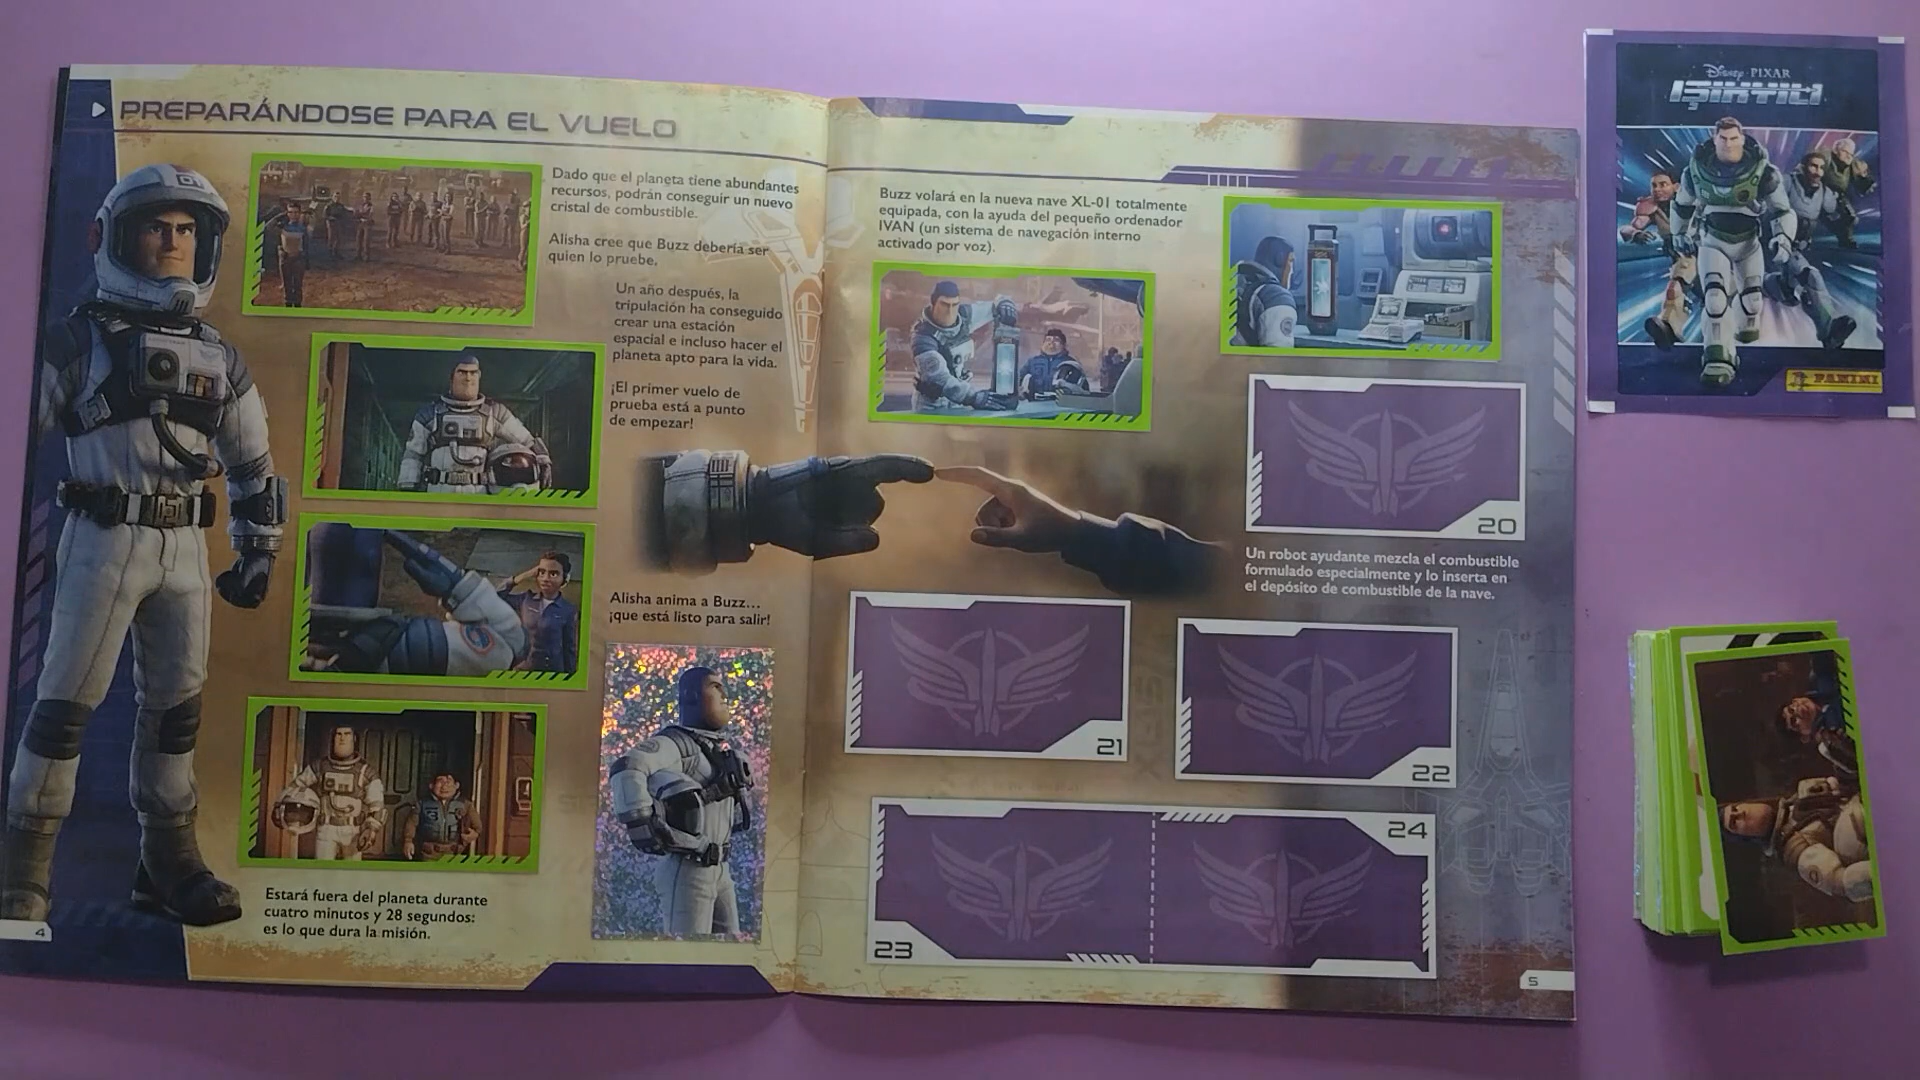 PREPARÁNDOSE PARA EL VUELO
Dado que el planeta tiene abundantes
recursos, podrán conseguir un nuevo
cristal de combustible.
Alisha cree que Buzz debería ser
quien lo pruebe.
Un año después, la
tripulación ha conseguido
crear una estación
espacial e incluso hacer el
planeta apto para la vida.
¡El primer vuelo de
prueba está a punto
de empezar!
Alisha anima a Buzz...
¡que está listo para salir!
Estará fuera del planeta durante
cuatro minutos y 28 segundos:
es lo que dura la misión.
4
Buzz volará en la nueva nave XL-01 totalmente
equipada, con la ayuda del pequeño ordenador
IVAN (un sistema de navegación interno
activado por voz).
20
Un robot ayudante mezcla el combustible
formulado especialmente y lo inserta en
el depósito de combustible de la nave.
21
22
24
23
5
Disney PIXAR
PANINI